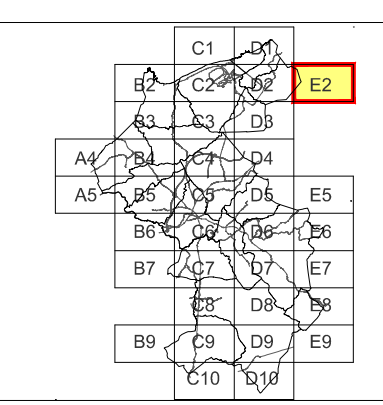 C1 D1
B2 C2 D2 E2
B3 C3 D3
A4 B4 C4 D4
A5 B5 C5 D5 E5
B6 C6 D6 E6
B7 C7 D7 E7
C8 D8 E8
B9 C9 D9 E9
C10 D10